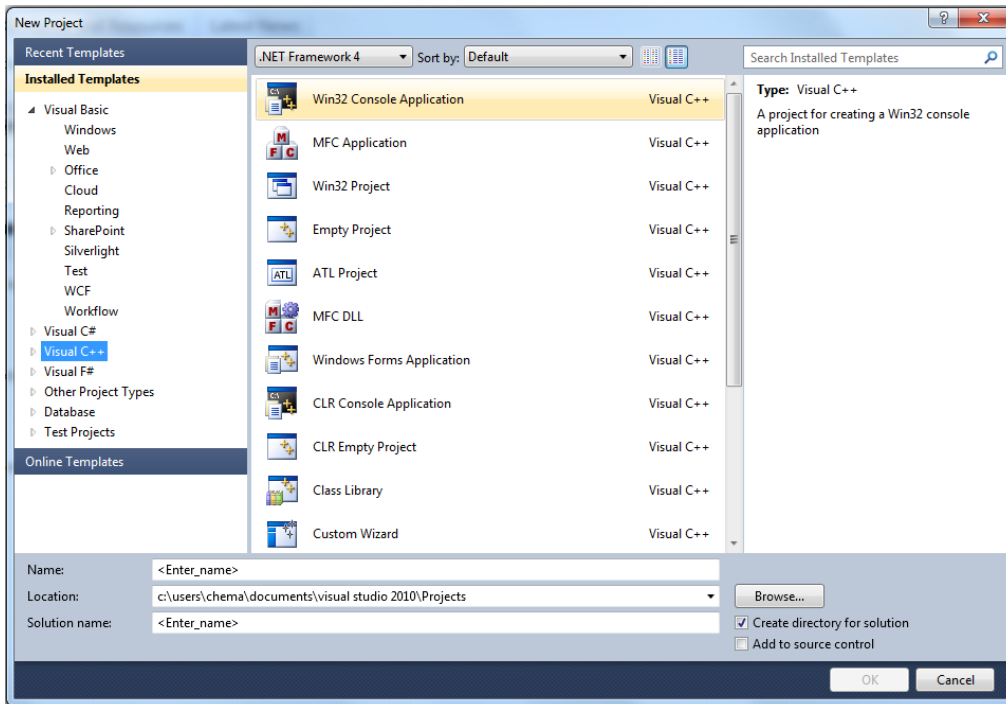 New Project
Recent Templates
Installed Templates
Visual Basic
Windows
Web
Office
Cloud
Reporting
SharePoint
Silverlight
Test
WCF
Workflow
Visual C#
Visual C++
Visual F#
Other Project Types
Database
Test Projects
Online Templates
.NET Framework 4 Sort by: Default
Win32 Console Application Visual C++
MFC Application Visual C++
Win32 Project Visual C++
Empty Project Visual C++
ATL ATL Project Visual C++
MFC DLL Visual C++
Windows Forms Application Visual C++
CLR Console Application Visual C++
CLR Empty Project Visual C++
Class Library Visual C++
Custom Wizard Visual C++
Search Installed Templates
Type: Visual C++
A project for creating a Win32 console
application
Name: <Enter_name>
Location: c:\users\chema\documents\visual studio 2010\Projects Browse...
Solution name: <Enter_name> Create directory for solution
Add to source control
OK Cancel